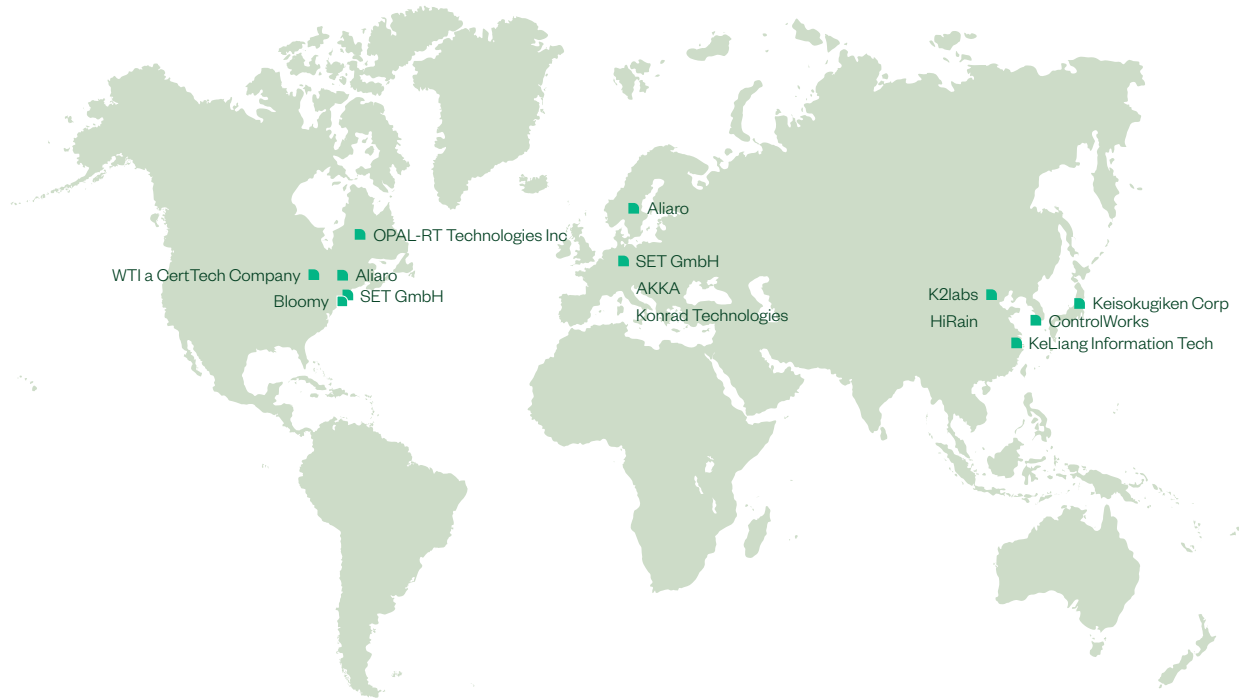 Aliaro
OPAL-RT Technologies Inc
SET GmbH
WTI a CertTech Company
Aliaro
AKKA
SET GmbH
Bloomy
Konrad Technologies
K2labs
Keisokugiken Corp
HiRain
ControlWorks
KeLiang Information Tech